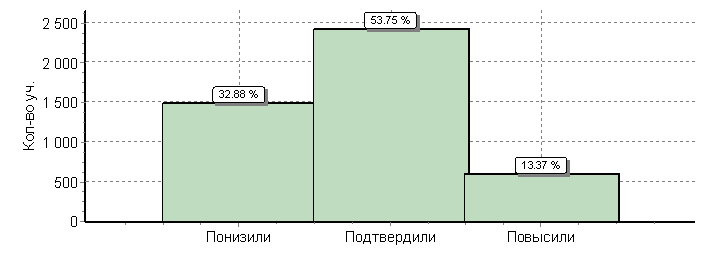 Кол-во уч.
2 500
2 000
1 500
1 000
500
0
32.88 %
53.75 %
13.37 %
Понизили
Подтвердили
Повысили